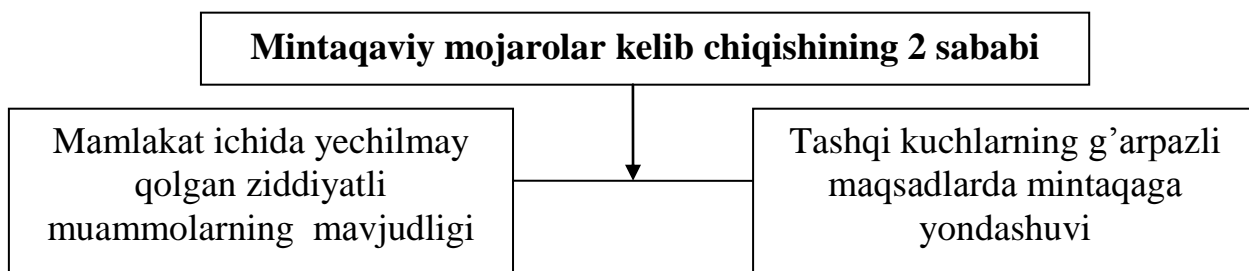 Mintaqaviy mojarolar kelib chiqishining 2 sababi
Mamlakat ichida yechilmay
qolgan ziddiyatli
muammolarning mavjudligi
Tashqi kuchlarning g’arpazli
maqsadlarda mintaqaga
yondashuvi